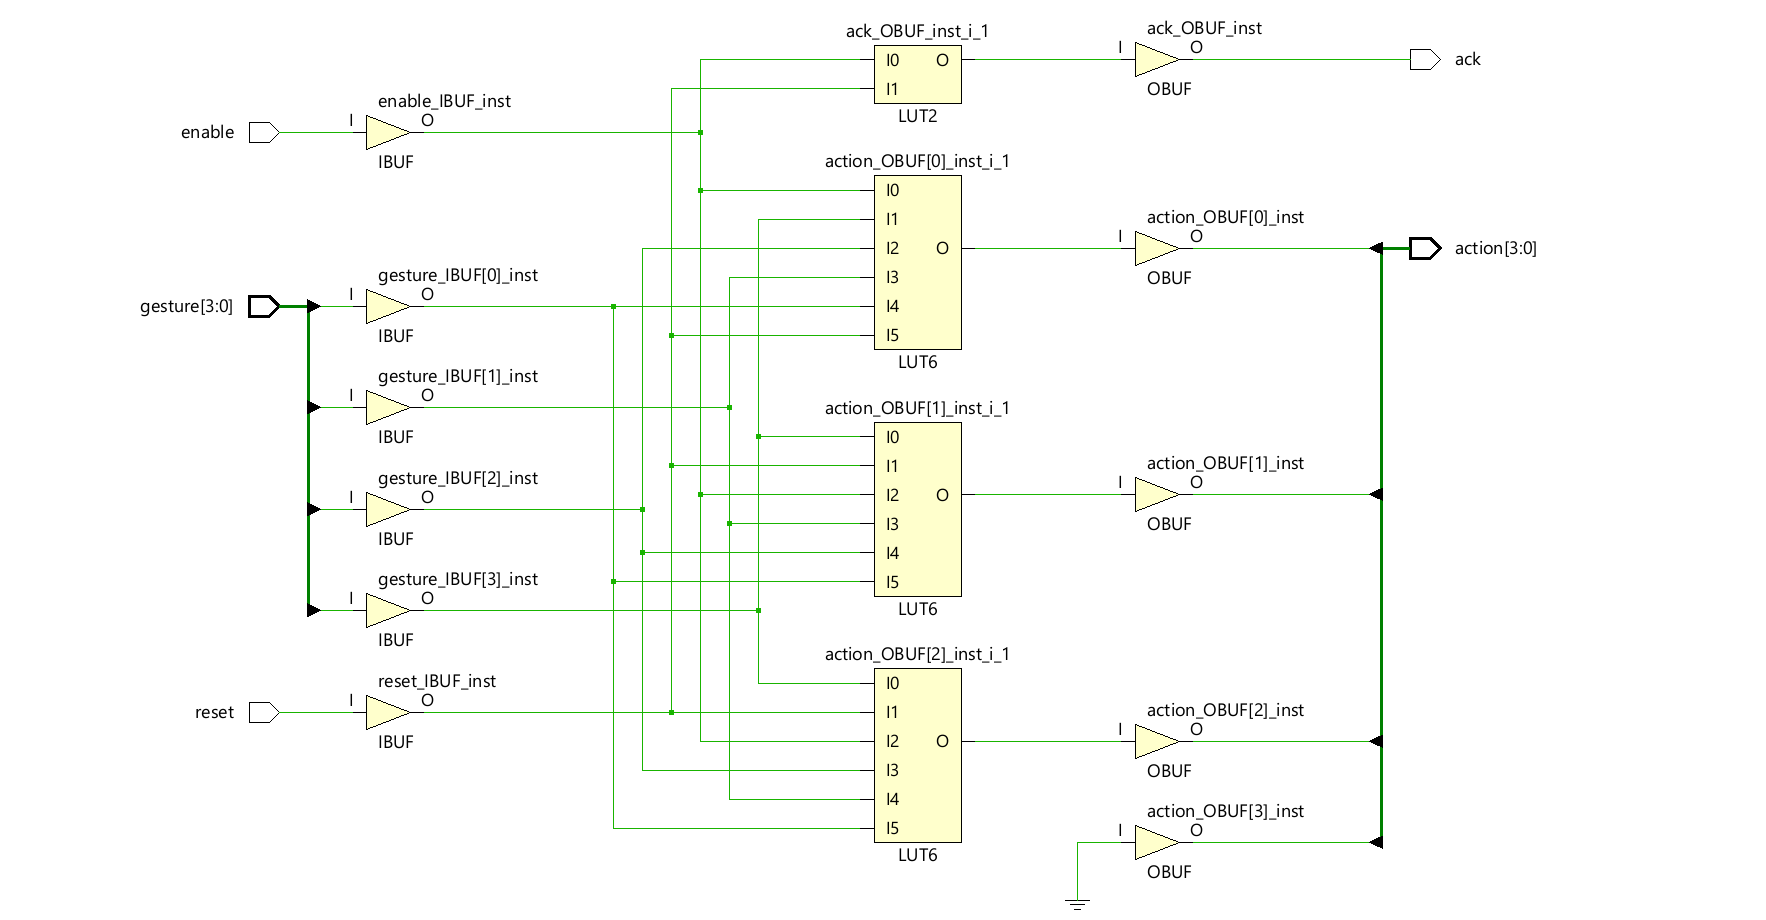 enable
I
enable_IBUF_inst
O
IBUF
gesture[3:0]
I
gesture_IBUF[0]_inst
O
IBUF
I
gesture_IBUF[1]_inst
O
IBUF
I
gesture_IBUF[2]_inst
O
IBUF
I
gesture_IBUF[3]_inst
O
IBUF
reset
I
reset_IBUF_inst
O
IBUF
ack_OBUF_inst_i_1
I0 O
I1
LUT2
action_OBUF[0]_inst_i_1
I0
I1
I2 O
I3
I4
I5
LUT6
action_OBUF[1]_inst_i_1
I0
I1
I2 O
I3
I4
I5
LUT6
action_OBUF[2]_inst_i_1
I0
I1
I2 O
I3
I4
I5
LUT6
ack_OBUF_inst
I O
OBUF
ack
action_OBUF[0]_inst
I O
OBUF
action[3:0]
action_OBUF[1]_inst
I O
OBUF
action_OBUF[2]_inst
I O
OBUF
action_OBUF[3]_inst
I O
OBUF